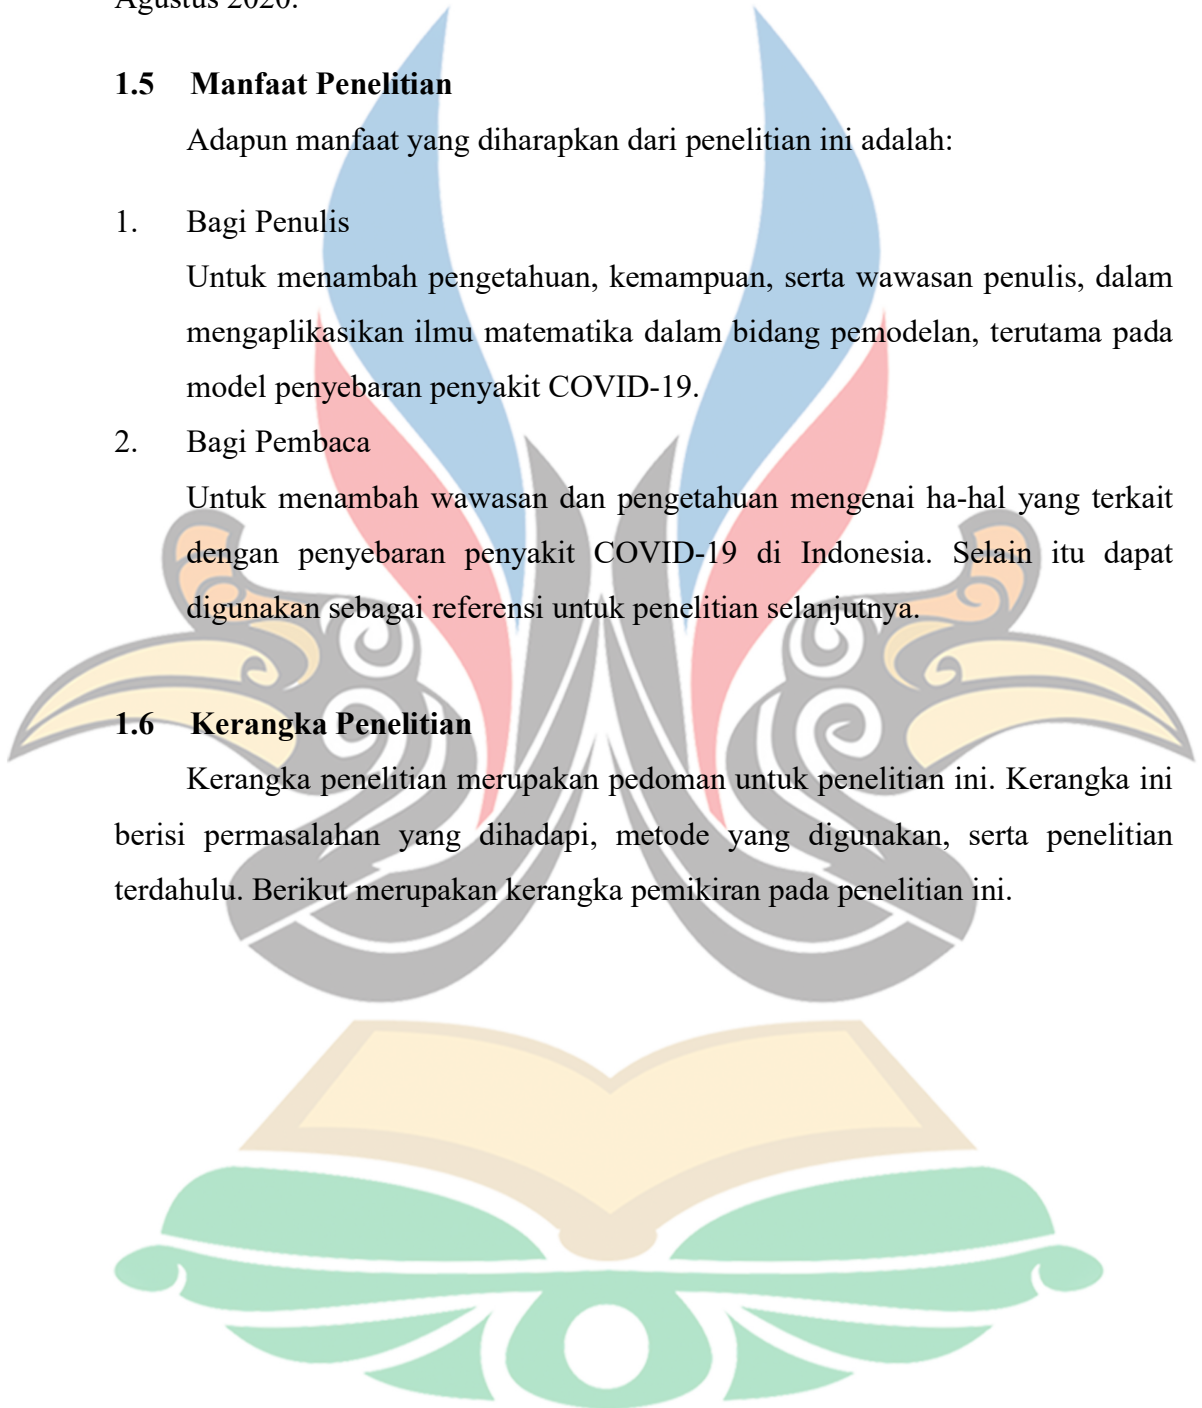 Agustus 2020.
1.5 Manfaat Penelitian
Adapun manfaat yang diharapkan dari penelitian ini adalah:
1. Bagi Penulis
Untuk menambah pengetahuan, kemampuan, serta wawasan penulis, dalam
mengaplikasikan ilmu matematika dalam bidang pemodelan, terutama pada
model penyebaran penyakit COVID-19.
2. Bagi Pembaca
Untuk menambah wawasan dan pengetahuan mengenai ha-hal yang terkait
dengan penyebaran penyakit COVID-19 di Indonesia. Selain itu dapat
digunakan sebagai referensi untuk penelitian selanjutnya.
1.6 Kerangka Penelitian
Kerangka penelitian merupakan pedoman untuk penelitian ini. Kerangka ini
berisi permasalahan yang dihadapi, metode yang digunakan, serta penelitian
terdahulu. Berikut merupakan kerangka pemikiran pada penelitian ini.